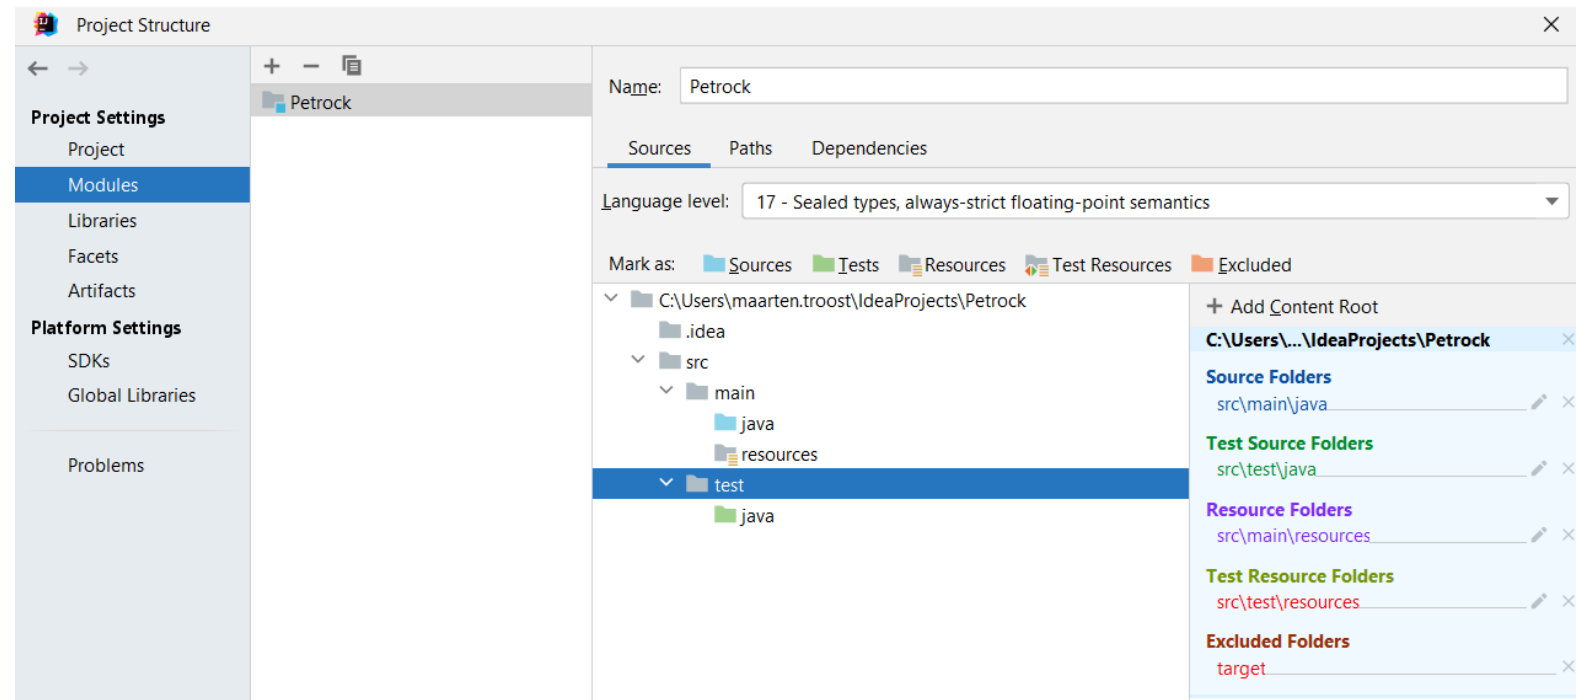 Project Structure
Project Settings
Project
Modules
Libraries
Facets
Artifacts
Platform Settings
SDKs
Global Libraries
Problems
Petrock
Name: Petrock
Sources Paths Dependencies
Language level: 17 - Sealed types, always-strict floating-point semantics
Mark as: Sources Tests Resources Test Resources Excluded
C:\Users\maarten.troost\IdeaProjects\Petrock
.idea
src
main
java
resources
test
java
Add Content Root
C:\Users\...\IdeaProjects\Petrock
Source Folders
src\main\java
Test Source Folders
src\test\java
Resource Folders
src\main\resources
Test Resource Folders
src\test\resources
Excluded Folders
target